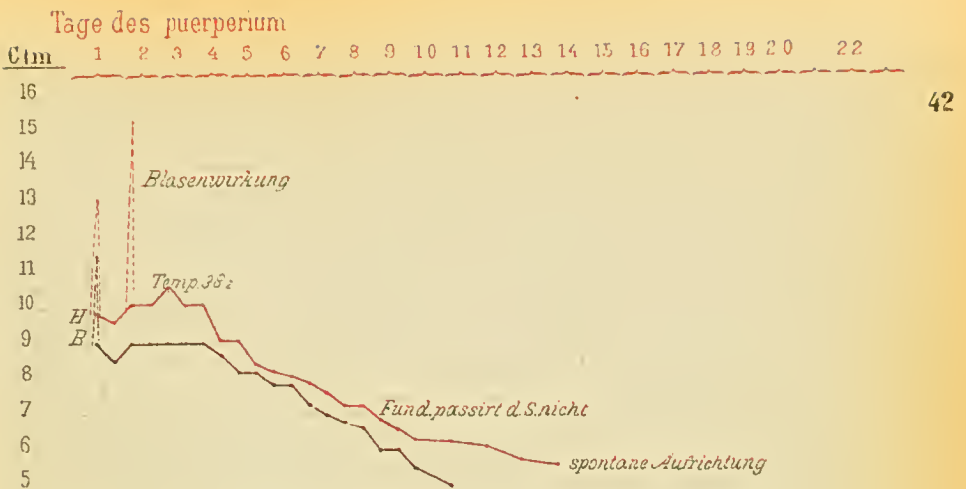 Tage des puerperium
1 2 3 4 5 6 7 8 9 10 11 12 13 14 15 16 17 18 19 20 22
Ctm
16
42
15
14
Blasenwirkung
13
12
11
Temp. 38 2
10
H
9
B
8
7
Fund. passirt d. S. nicht
6
spontane Aufrichtung
5